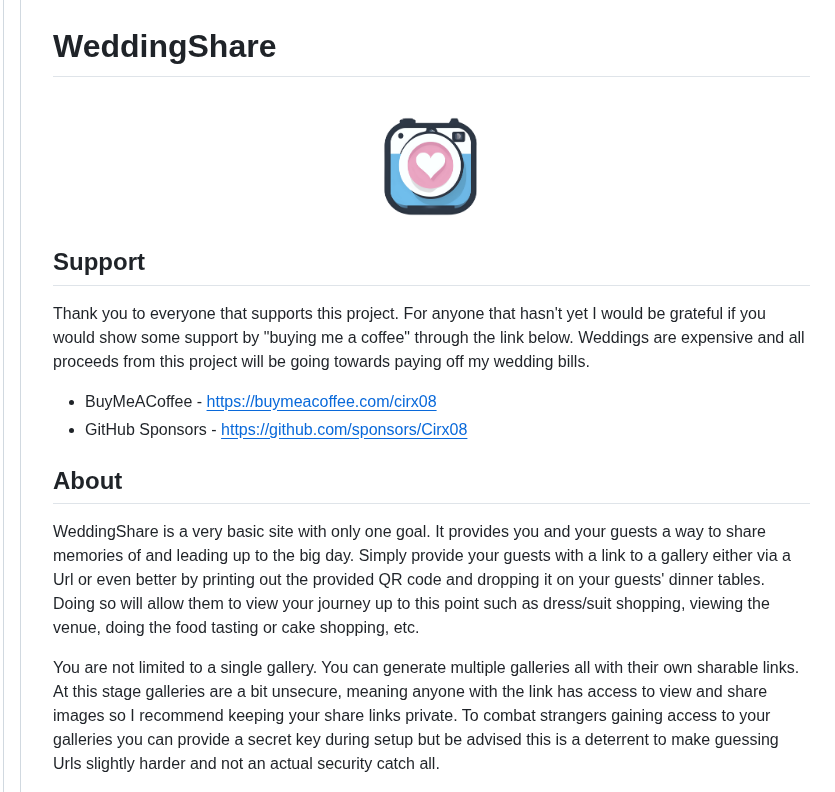 WeddingShare
Support
Thank you to everyone that supports this project. For anyone that hasn't yet I would be grateful if you
would show some support by "buying me a coffee" through the link below. Weddings are expensive and all
proceeds from this project will be going towards paying off my wedding bills.
BuyMeACoffee - https://buymeacoffee.com/cirx08
GitHub Sponsors - https://github.com/sponsors/Cirx08
About
WeddingShare is a very basic site with only one goal. It provides you and your guests a way to share
memories of and leading up to the big day. Simply provide your guests with a link to a gallery either via a
Url or even better by printing out the provided QR code and dropping it on your guests' dinner tables.
Doing so will allow them to view your journey up to this point such as dress/suit shopping, viewing the
venue, doing the food tasting or cake shopping, etc.
You are not limited to a single gallery. You can generate multiple galleries all with their own sharable links.
At this stage galleries are a bit unsecure, meaning anyone with the link has access to view and share
images so I recommend keeping your share links private. To combat strangers gaining access to your
galleries you can provide a secret key during setup but be advised this is a deterrent to make guessing
Urls slightly harder and not an actual security catch all.